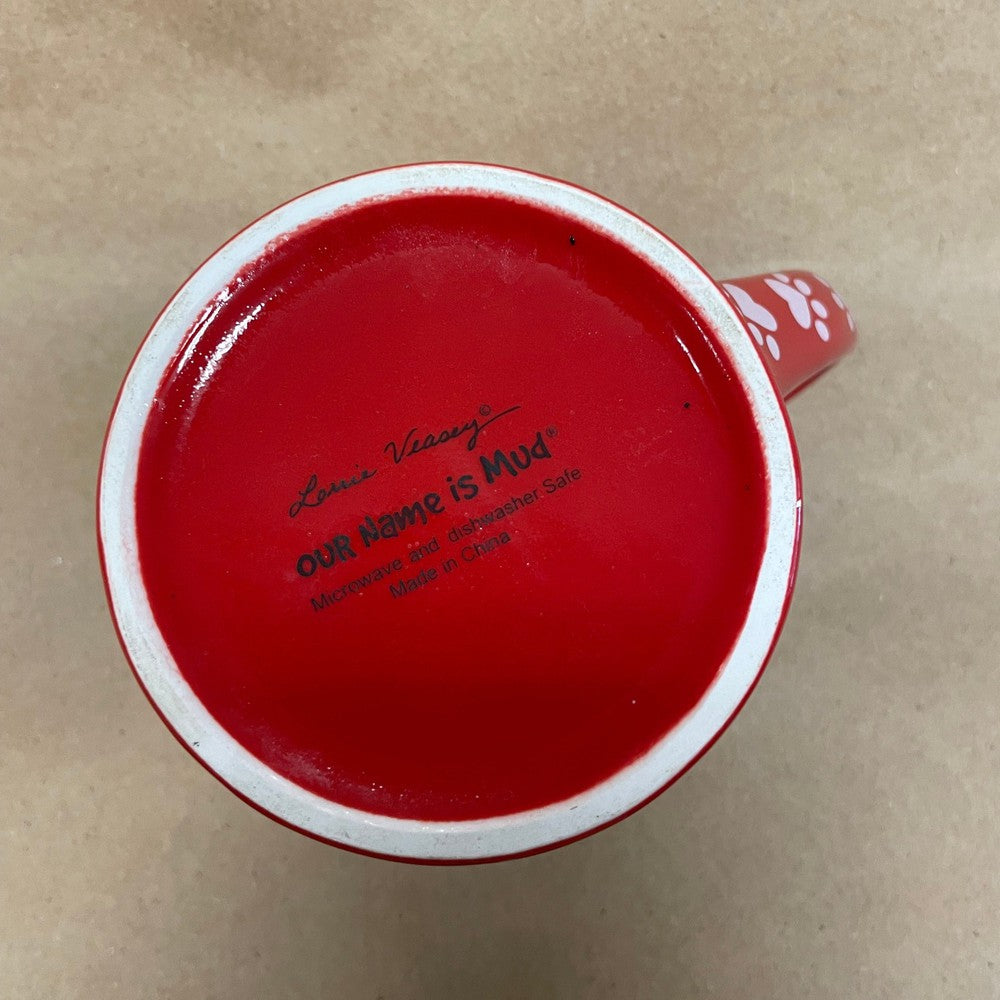 Lorrie Veasey©
OUR Name is Mud®
Microwave and dishwasher Safe
Made in China